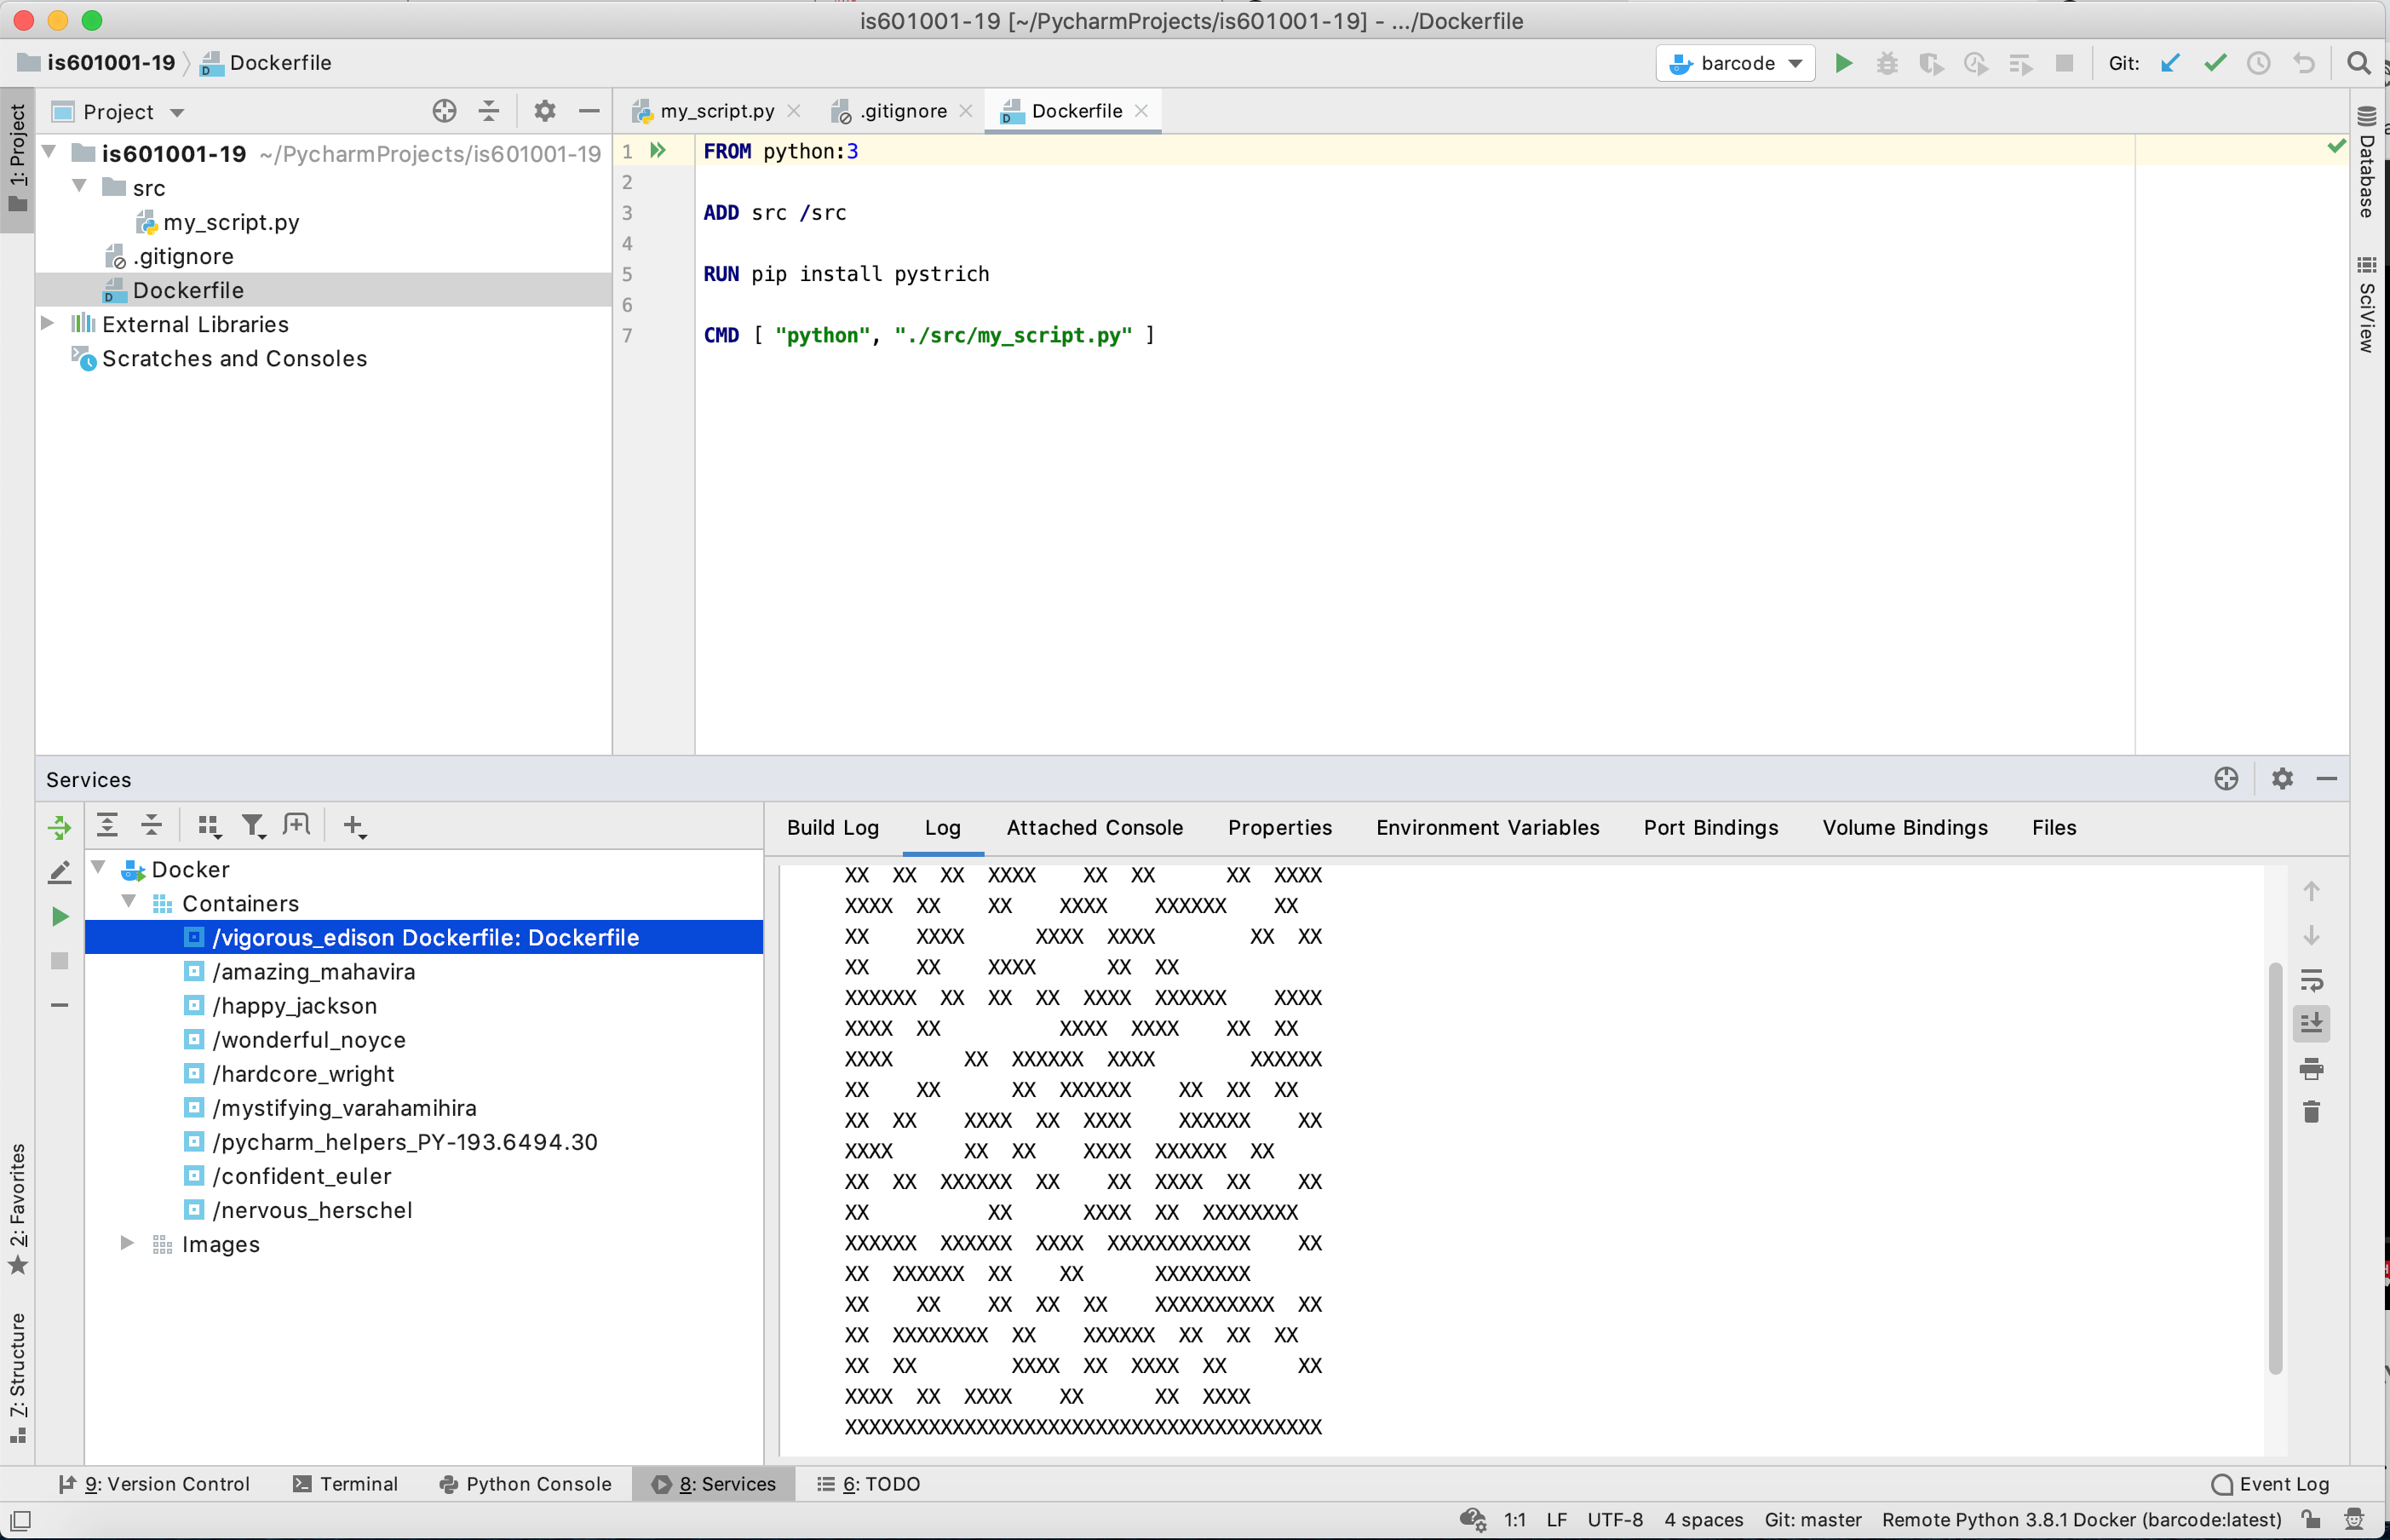 is601001-19 [~/PycharmProjects/is601001-19] - .../Dockerfile
is601001-19 Dockerfile
barcode
Git:
1: Project
Project
is601001-19 ~/PycharmProjects/is601001-19
src
my_script.py
.gitignore
Dockerfile
External Libraries
Scratches and Consoles
my_script.py .gitignore Dockerfile
1 FROM python:3
2
3 ADD src /src
4
5 RUN pip install pystrich
6
7 CMD [ "python", "./src/my_script.py" ]
Database
SciView
Services
Docker
Containers
/vigorous_edison Dockerfile: Dockerfile
/amazing_mahavira
/happy_jackson
/wonderful_noyce
/hardcore_wright
/mystifying_varahamihira
/pycharm_helpers_PY-193.6494.30
/confident_euler
/nervous_herschel
Images
Build Log Log Attached Console Properties Environment Variables Port Bindings Volume Bindings Files
XX  XX  XX  XXXX    XX  XX      XX  XXXX
XXXX  XX    XX    XXXX    XXXXXX    XX
XX    XXXX      XXXX  XXXX        XX  XX
XX    XX    XXXX      XX  XX
XXXXXX  XX  XX  XX  XXXX  XXXXXX    XXXX
XXXX  XX          XXXX  XXXX    XX  XX
XXXX      XX  XXXXXX  XXXX        XXXXXX
XX    XX      XX  XXXXXX    XX  XX  XX
XX  XX    XXXX  XX  XXXX    XXXXXX    XX
XXXX      XX  XX    XXXX  XXXXXX  XX
XX  XX  XXXXXX  XX    XX  XXXX  XX    XX
XX          XX      XXXX  XX  XXXXXXXX
XXXXXX  XXXXXX  XXXX  XXXXXXXXXXXX    XX
XX  XXXXXX  XX    XX      XXXXXXXX
XX    XX    XX  XX  XX    XXXXXXXXXX  XX
XX  XXXXXXXX  XX    XXXXXX  XX  XX  XX
XX  XX        XXXX  XX  XXXX  XX      XX
XXXX  XX  XXXX    XX      XX  XXXX
XXXXXXXXXXXXXXXXXXXXXXXXXXXXXXXXXXXXXXXX
2: Favorites
7: Structure
9: Version Control Terminal Python Console 8: Services 6: TODO Event Log
1:1 LF UTF-8 4 spaces Git: master Remote Python 3.8.1 Docker (barcode:latest)